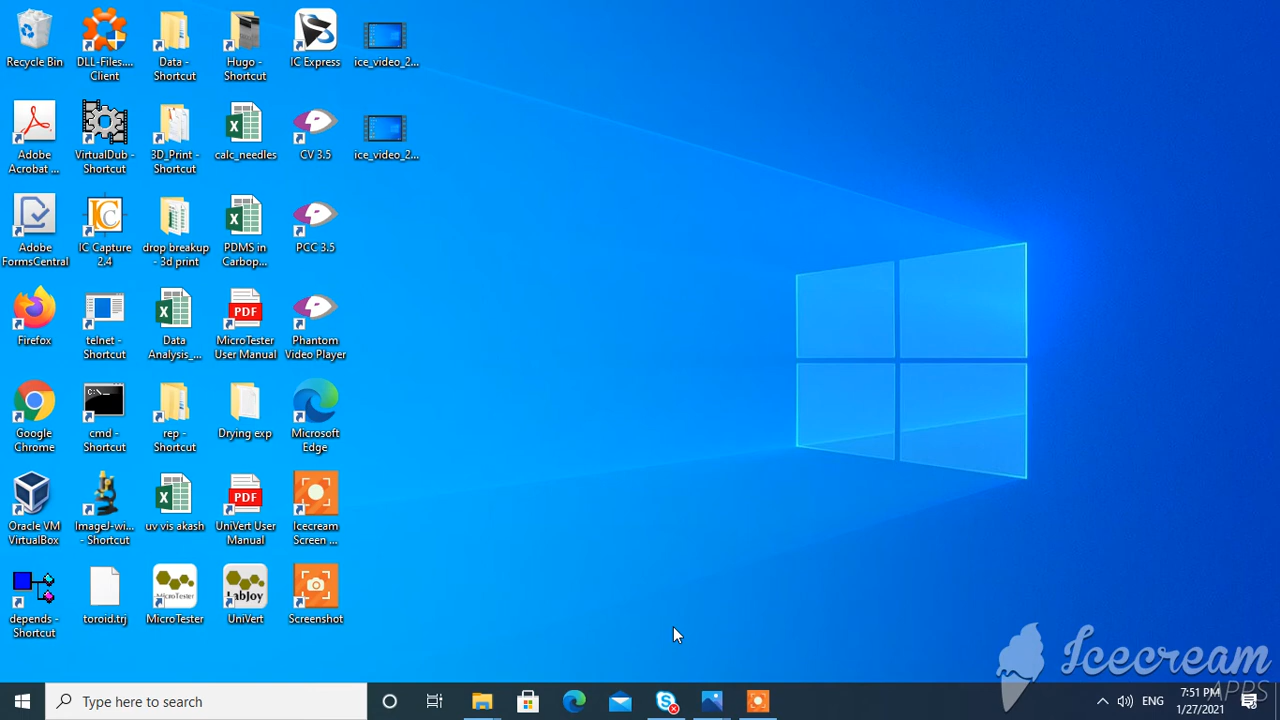 Recycle Bin
DLL-Files....
Client
Data -
Shortcut
Hugo -
Shortcut
IC Express
ice_video_2...
Adobe
Acrobat ...
VirtualDub -
Shortcut
3D_Print -
Shortcut
calc_needles
CV 3.5
ice_video_2...
Adobe
FormsCentral
IC Capture
2.4
drop breakup
- 3d print
PDMS in
Carbop...
PCC 3.5
Firefox
telnet -
Shortcut
Data
Analysis_...
PDF
MicroTester
User Manual
Phantom
Video Player
Google
Chrome
C:\_
cmd -
Shortcut
rep -
Shortcut
Drying exp
Microsoft
Edge
Oracle VM
VirtualBox
ImageJ-wi...
- Shortcut
uv vis akash
PDF
UniVert User
Manual
Icecream
Screen ...
depends -
Shortcut
toroid.trj
MicroTester
MicroTester
LabJoy
UniVert
Screenshot
Icecream
APPS
Type here to search
ENG
7:51 PM
1/27/2021